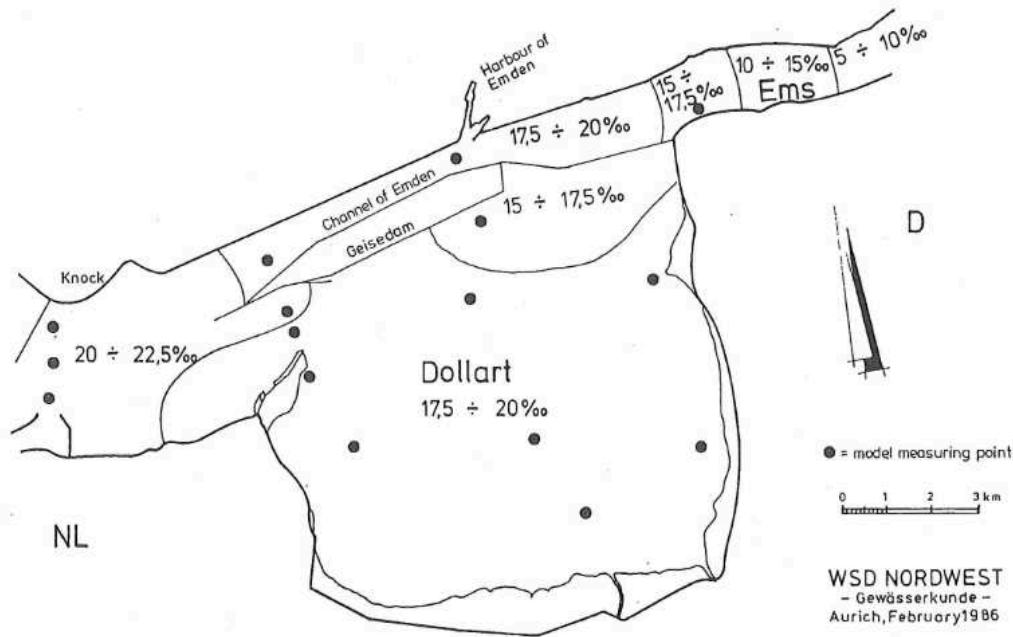 Harbour of
Emden
5 ÷ 10‰
10 ÷ 15‰
Ems
15 ÷
17,5‰
17,5 ÷ 20‰
Channel of Emden
15 ÷ 17,5‰
Geisedam
D
Knock
20 ÷ 22,5‰
Dollart
17,5 ÷ 20‰
● = model measuring point
0 1 2 3 km
NL
WSD NORDWEST
– Gewässerkunde –
Aurich, February 1986